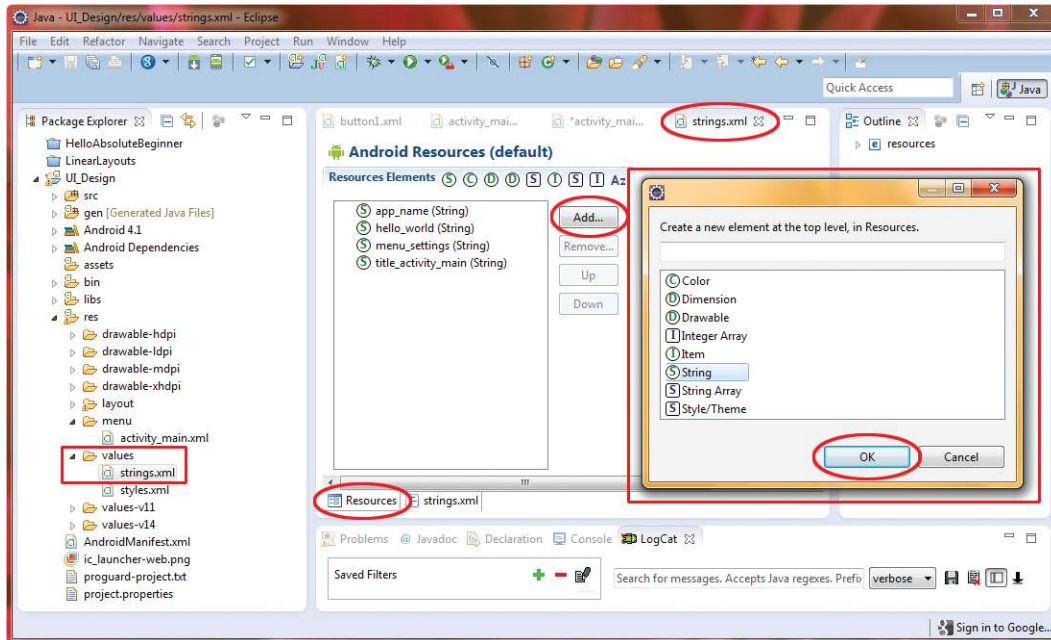 Java - UI_Design/res/values/strings.xml - Eclipse
File Edit Refactor Navigate Search Project Run Window Help
Quick Access
Java
Package Explorer
HelloAbsoluteBeginner
LinearLayouts
UI_Design
src
gen [Generated Java Files]
Android 4.1
Android Dependencies
assets
bin
libs
res
drawable-hdpi
drawable-ldpi
drawable-mdpi
drawable-xhdpi
layout
menu
activity_main.xml
values
strings.xml
styles.xml
values-v11
values-v14
AndroidManifest.xml
ic_launcher-web.png
proguard-project.txt
project.properties
button1.xml activity_mai... *activity_mai... strings.xml
Android Resources (default)
Resources Elements S C D D S I S I Az
S app_name (String)
S hello_world (String)
S menu_settings (String)
S title_activity_main (String)
Add...
Remove...
Up
Down
Resources strings.xml
Outline
e resources
Create a new element at the top level, in Resources.
C Color
D Dimension
D Drawable
I Integer Array
I Item
S String
S String Array
S Style/Theme
OK Cancel
Problems @ Javadoc Declaration Console LogCat
Saved Filters
Search for messages. Accepts Java regexes. Prefi verbose
Sign in to Google...